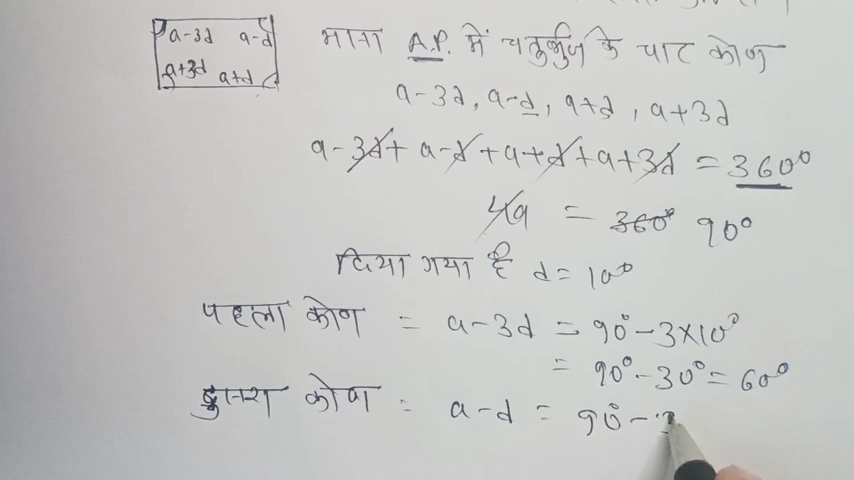 a-3d a-d
a+3d a+d
माना A.P. में चतुर्भुज के चार कोण
a-3d, a-d, a+d, a+3d
a-3d+ a-d+a+d+a+3d = 360°
4a = 360° 90°
दिया गया है d=10°
पहला कोण = a-3d = 90°-3×10°
= 90°-30°=60°
दुसरा कोण = a-d = 90°-